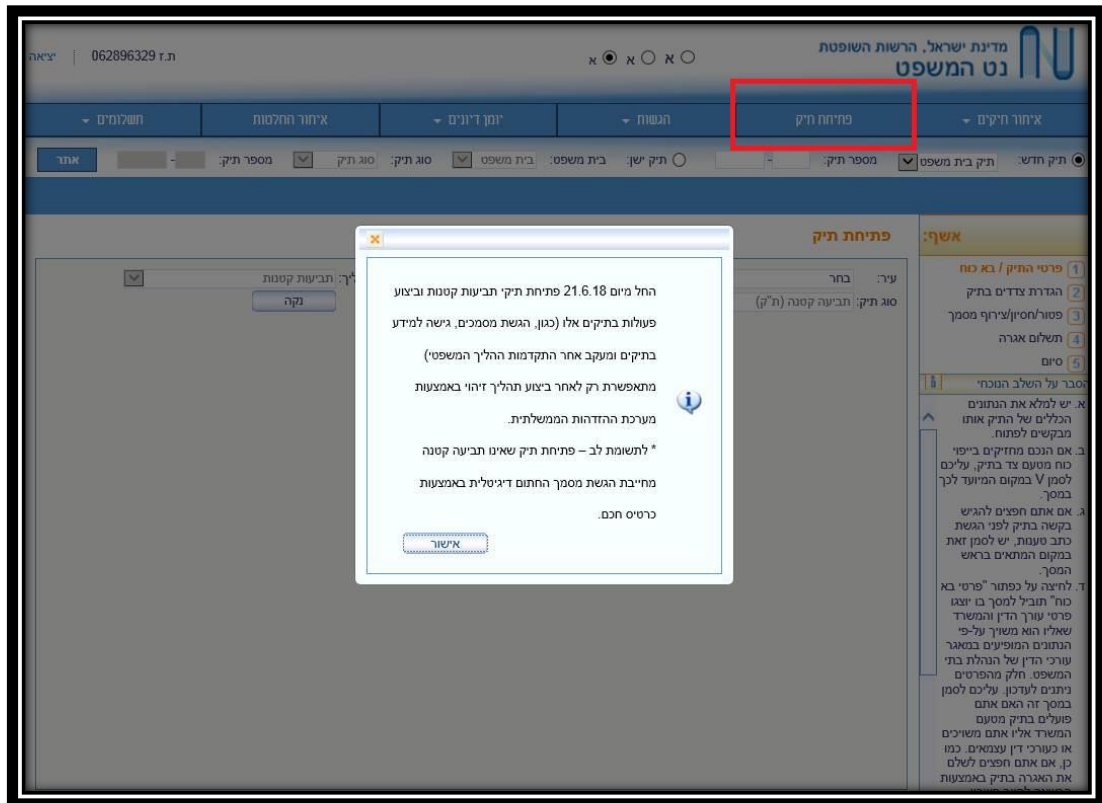 מדינת ישראל, הרשות השופטת
נט המשפט
א א א
ת.ז 062896329 | יציאה
איתור תיקים
פתיחת תיק
הגשות
יומן דיונים
איתור החלטות
תשלומים
תיק חדש: תיק בית משפט מספר תיק: - תיק ישן: בית משפט: בית משפט סוג תיק: סוג תיק מספר תיק: - אתר
אשף:
1 פרטי התיק / בא כוח
2 הגדרת צדדים בתיק
3 פטור/חסיון/צירוף מסמך
4 תשלום אגרה
5 סיום
הסבר על השלב הנוכחי
א. יש למלא את הנתונים
הכללים של התיק אותו
מבקשים לפתוח.
ב. אם הנכם מחזיקים בייפוי
כוח מטעם צד בתיק, עליכם
לסמן V במקום המיועד לכך
במסך.
ג. אם אתם חפצים להגיש
בקשה בתיק לפני הגשת
כתב טענות, יש לסמן זאת
במקום המתאים בראש
המסך.
ד. לחיצה על כפתור "פרטי בא
כוח" תוביל למסך בו יוצגו
פרטי עורך הדין והמשרד
שאליו הוא משויך על-פי
הנתונים המופיעים במאגר
עורכי הדין של הנהלת בתי
המשפט. חלק מהפרטים
ניתנים לעדכון. עליכם לסמן
במסך זה האם אתם
פועלים בתיק מטעם
המשרד אליו אתם משויכים
או כעורכי דין עצמאים. כמו
כן, אם אתם חפצים לשלם
את האגרה בתיק באמצעות
פתיחת תיק
עיר: בחר
ליך: תביעות קטנות
סוג תיק: תביעה קטנה (ת"ק)
נקה
החל מיום 21.6.18 פתיחת תיקי תביעות קטנות וביצוע
פעולות בתיקים אלו (כגון, הגשת מסמכים, גישה למידע
בתיקים ומעקב אחר התקדמות ההליך המשפטי)
מתאפשרת רק לאחר ביצוע תהליך זיהוי באמצעות
מערכת ההזדהות הממשלתית.
* לתשומת לב – פתיחת תיק שאינו תביעה קטנה
מחייבת הגשת מסמך החתום דיגיטלית באמצעות
כרטיס חכם.
אישור